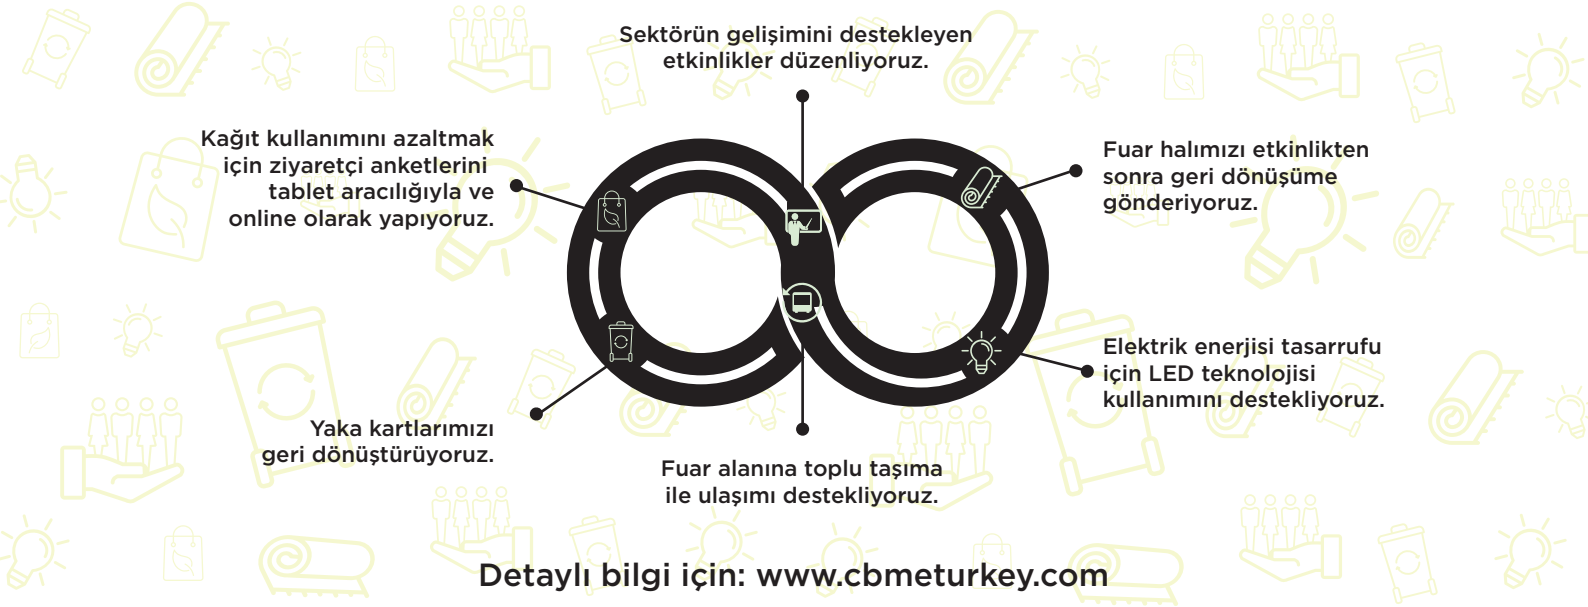 Sektörün gelişimini destekleyen
etkinlikler düzenliyoruz.
Kağıt kullanımını azaltmak
için ziyaretçi anketlerini
tablet aracılığıyla ve
online olarak yapıyoruz.
Fuar halımızı etkinlikten
sonra geri dönüşüme
gönderiyoruz.
Elektrik enerjisi tasarrufu
için LED teknolojisi
kullanımını destekliyoruz.
Yaka kartlarımızı
geri dönüştürüyoruz.
Fuar alanına toplu taşıma
ile ulaşımı destekliyoruz.
Detaylı bilgi için: www.cbmeturkey.com